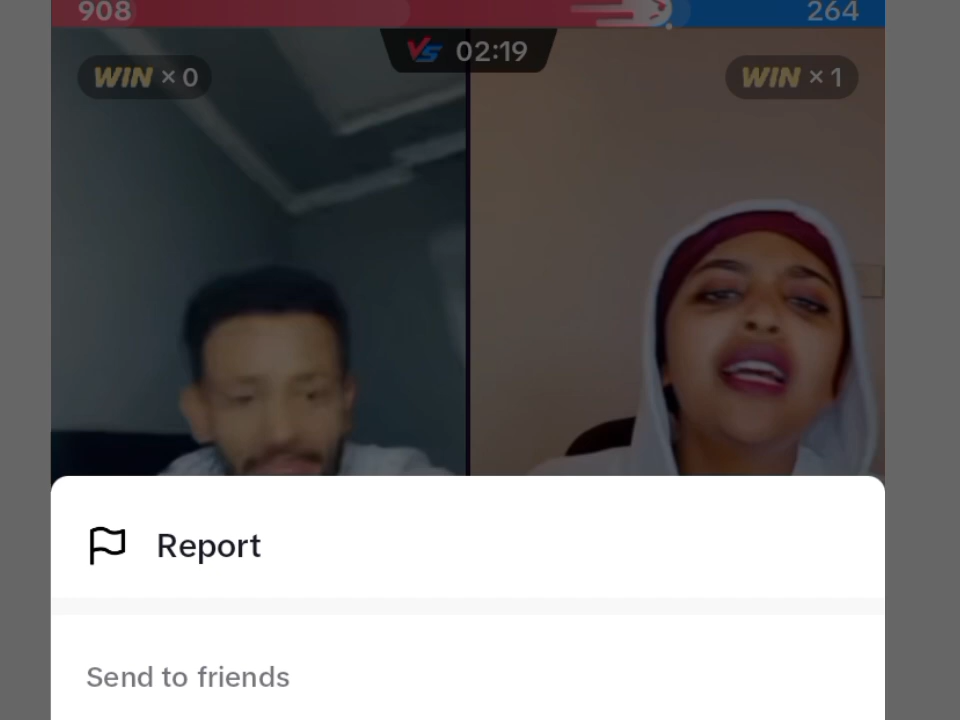 908
264
VS 02:19
WIN × 0
WIN × 1
Report
Send to friends